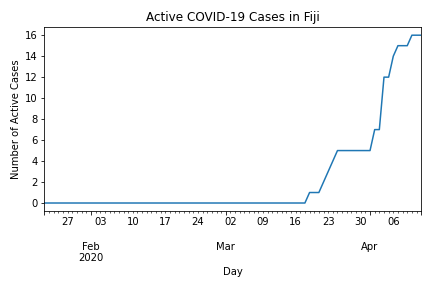 Active COVID-19 Cases in Fiji
Number of Active Cases
16
14
12
10
8
6
4
2
0
27 03 10 17 24 02 09 16 23 30 06
Feb Mar Apr
2020
Day